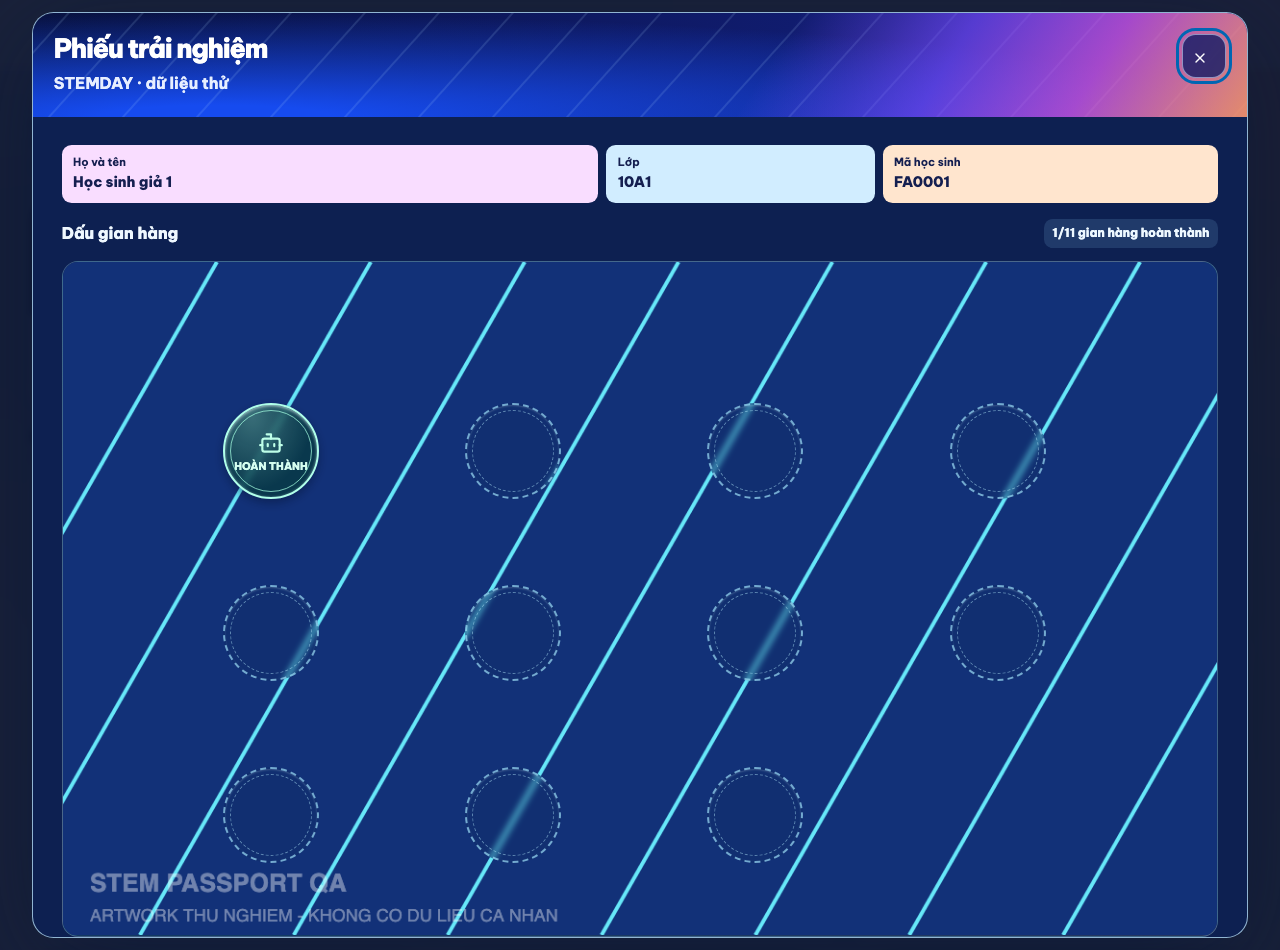 Phiếu trải nghiệm
STEMDAY · dữ liệu thử
×
Họ và tên
Học sinh giả 1
Lớp
10A1
Mã học sinh
FA0001
Dấu gian hàng
1/11 gian hàng hoàn thành
HOÀN THÀNH
STEM PASSPORT QA
ARTWORK THU NGHIEM - KHONG CO DU LIEU CA NHAN